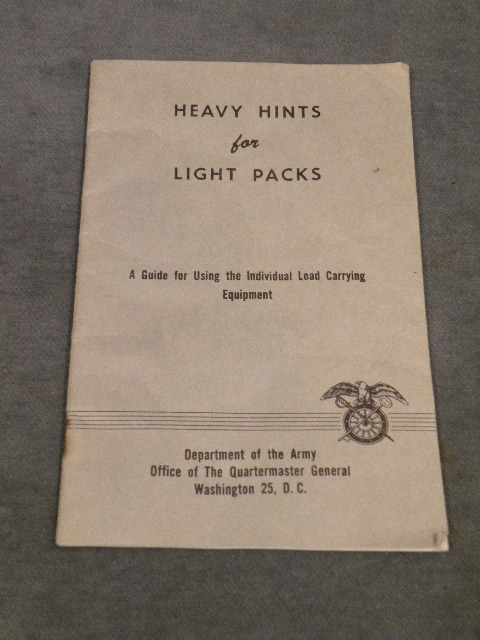 HEAVY HINTS
for
LIGHT PACKS
A Guide for Using the Individual Load Carrying
Equipment
Department of the Army
Office of The Quartermaster General
Washington 25, D. C.